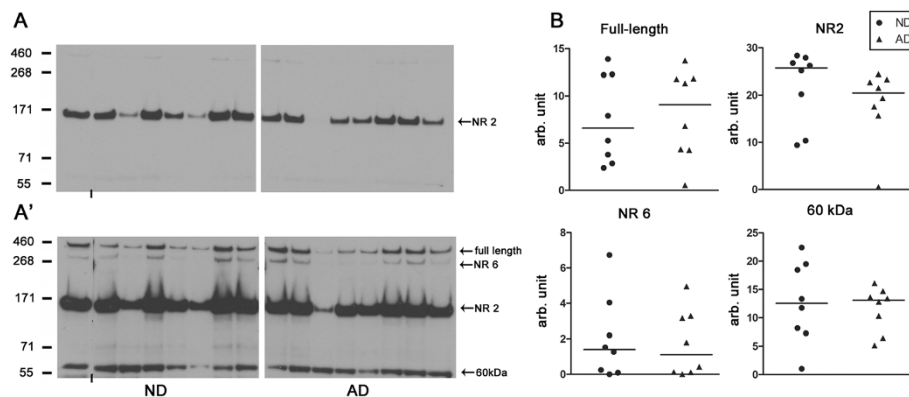 A
460
268
171
71
55
←NR 2
A'
460
268
171
71
55
←full length
←NR 6
←NR 2
←60kDa
ND
AD
B
Full-length
arb. unit
15
10
5
0
NR2
arb. unit
30
20
10
0
● ND
▲ AD
NR 6
arb. unit
8
6
4
2
0
60 kDa
arb. unit
25
20
15
10
5
0